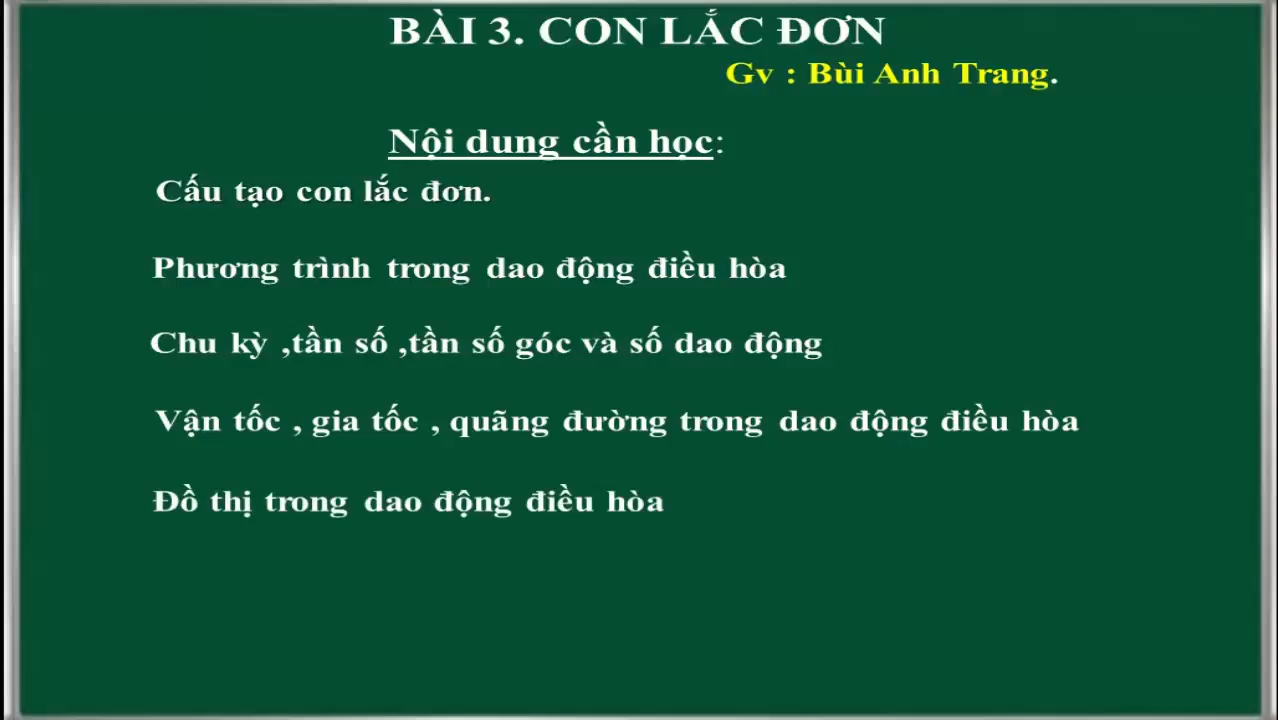 BÀI 3. CON LẮC ĐƠN
Gv : Bùi Anh Trang.
Nội dung cần học:
Cấu tạo con lắc đơn.
Phương trình trong dao động điều hòa
Chu kỳ ,tần số ,tần số góc và số dao động
Vận tốc , gia tốc , quãng đường trong dao động điều hòa
Đồ thị trong dao động điều hòa